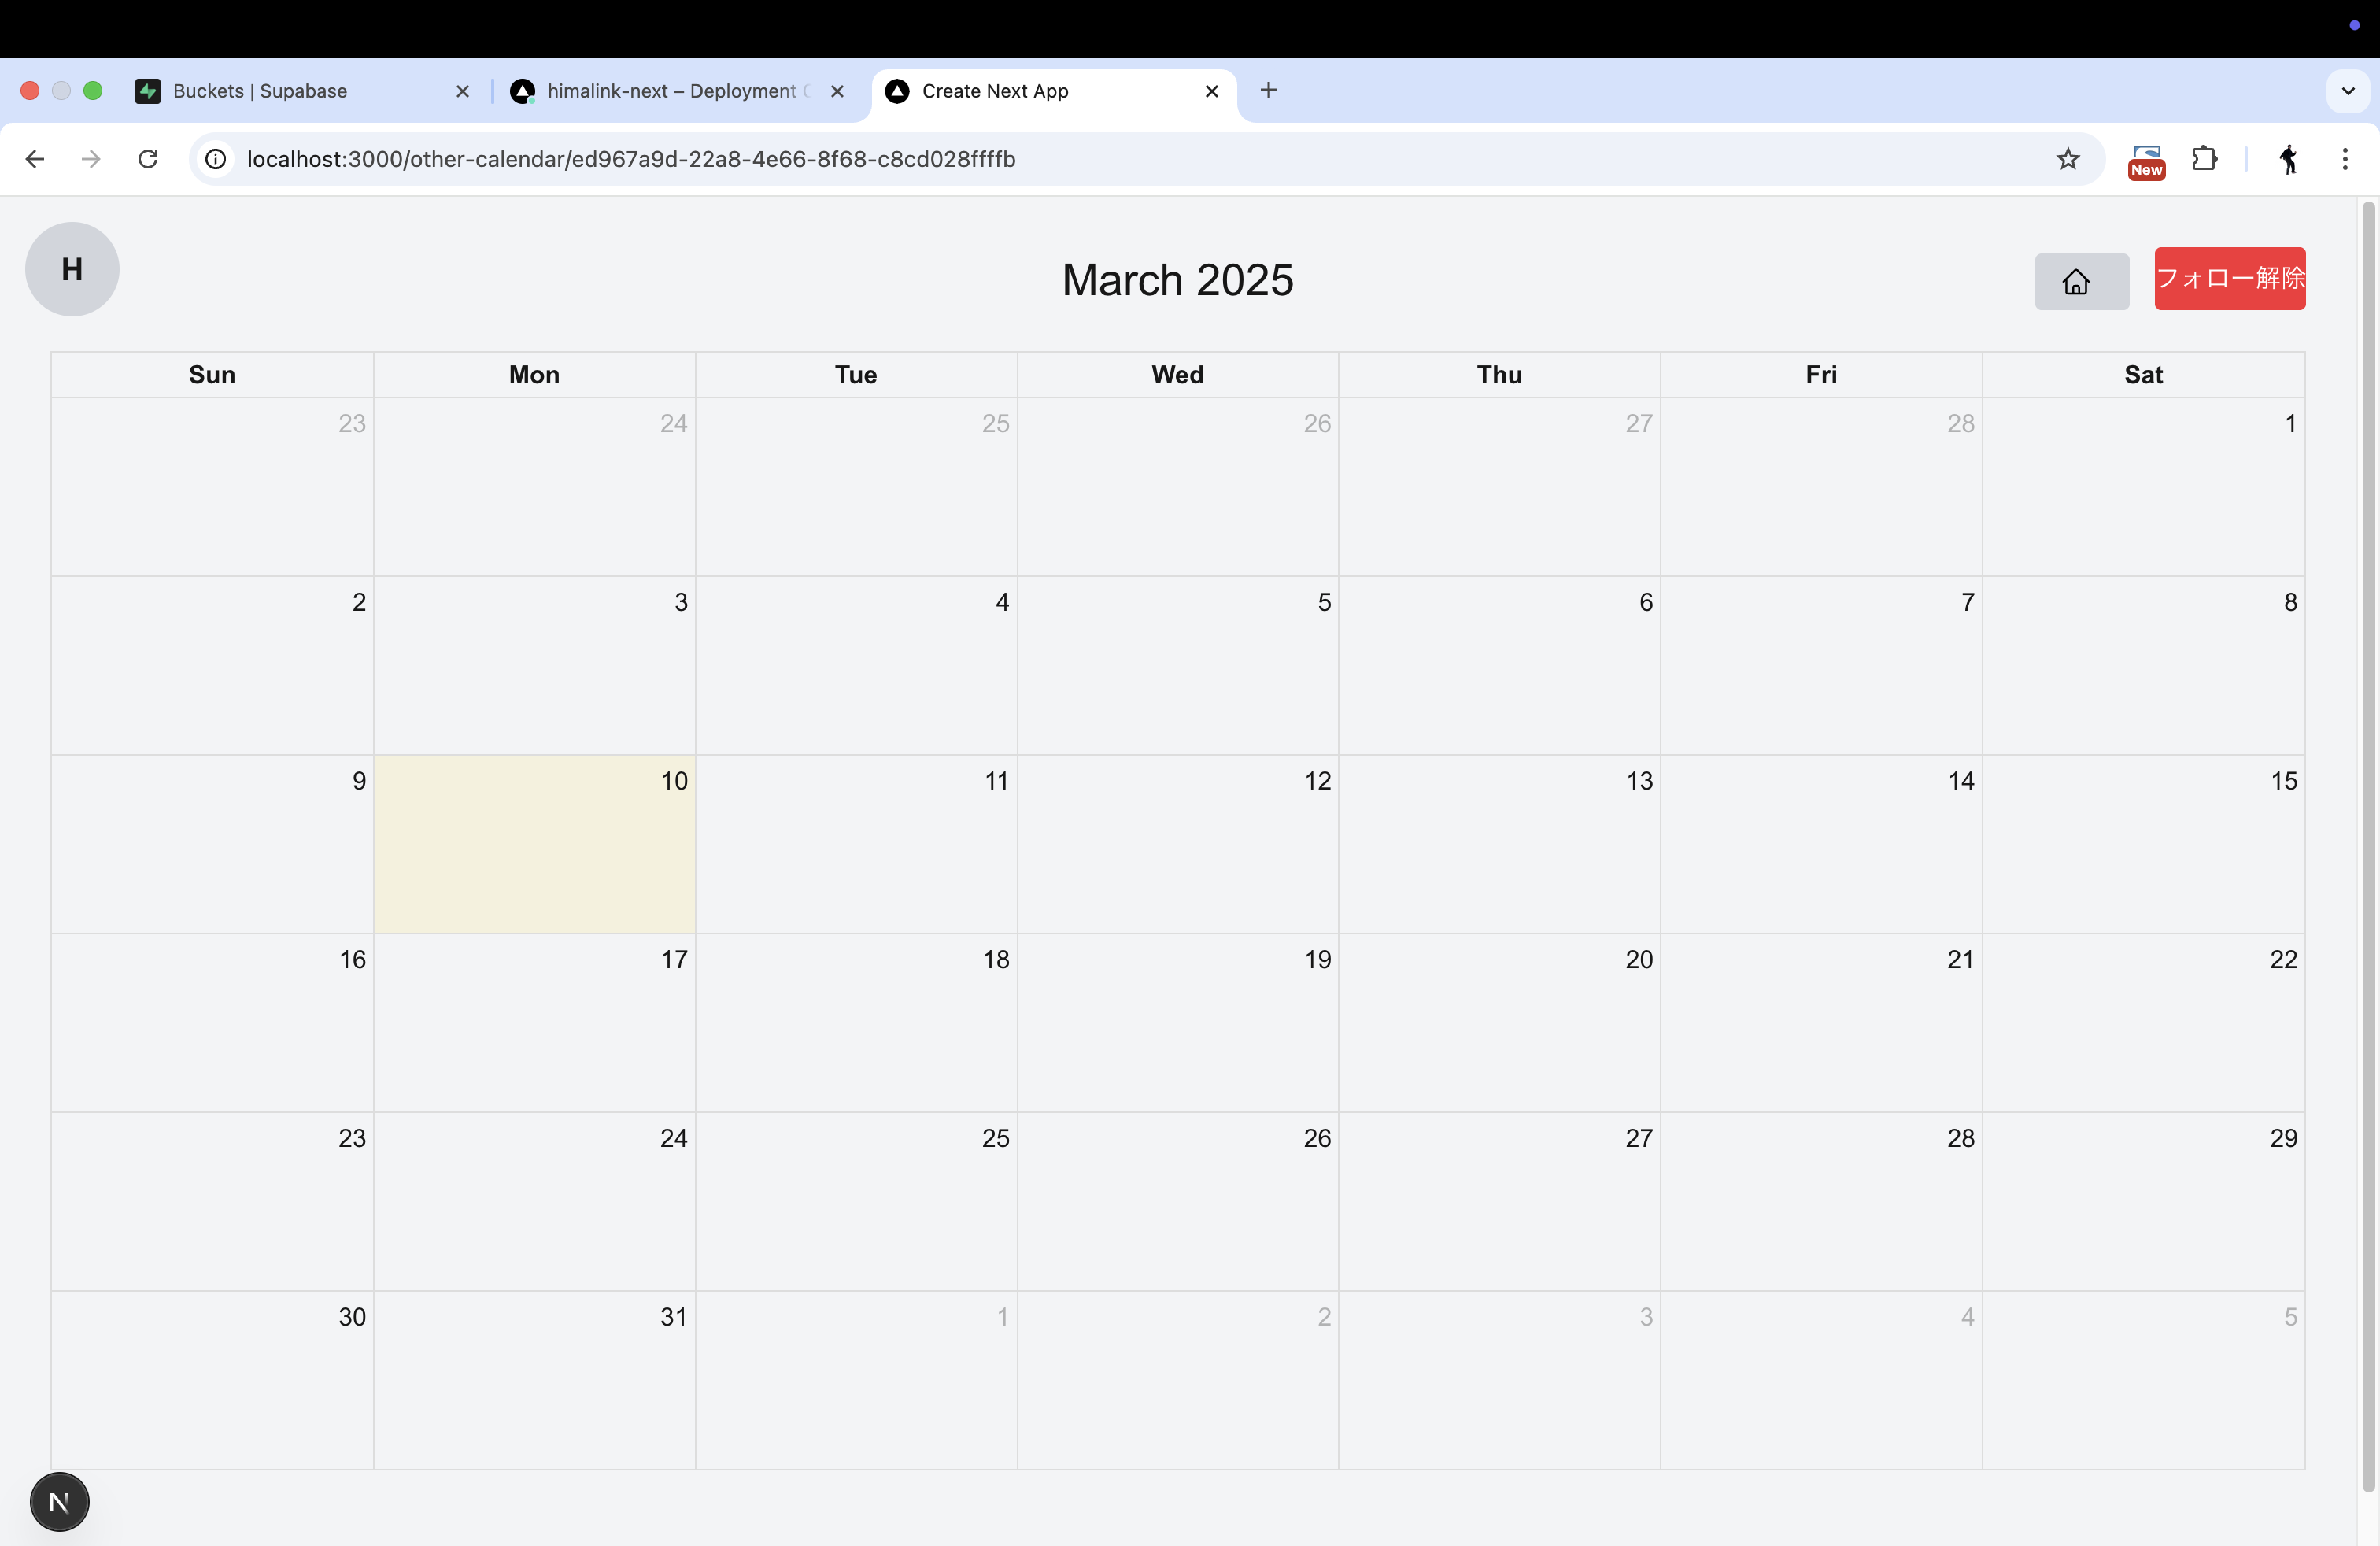 Buckets | Supabase
himalink-next – Deployment
Create Next App
localhost:3000/other-calendar/ed967a9d-22a8-4e66-8f68-c8cd028ffffb
New
H
March 2025
フォロー解除
Sun Mon Tue Wed Thu Fri Sat
23 24 25 26 27 28 1
2 3 4 5 6 7 8
9 10 11 12 13 14 15
16 17 18 19 20 21 22
23 24 25 26 27 28 29
30 31 1 2 3 4 5
N